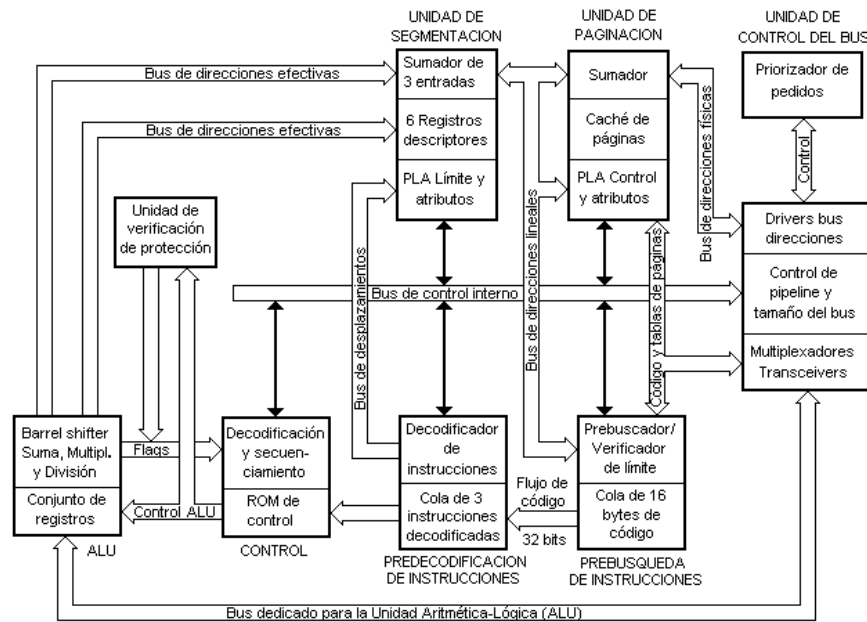 UNIDAD DE
SEGMENTACION
UNIDAD DE
PAGINACION
UNIDAD DE
CONTROL DEL BUS
Bus de direcciones efectivas
Sumador de
3 entradas
Sumador
Priorizador de
pedidos
Bus de direcciones efectivas
6 Registros
descriptores
Caché de
páginas
Bus de direcciones físicas
Control
PLA Límite y
atributos
PLA Control
y atributos
Unidad de
verificación
de protección
Bus de desplazamientos
Bus de direcciones lineales
Código y tablas de páginas
Drivers bus
direcciones
Bus de control interno
Control de
pipeline y
tamaño del bus
Multiplexadores
Transceivers
Barrel shifter
Suma, Multipl.
y División
Flags
Decodificación
y secuen-
ciamiento
Decodificador
de
instrucciones
Prebuscador/
Verificador
de límite
Conjunto de
registros
Control ALU
ROM de
control
Cola de 3
instrucciones
decodificadas
Flujo de
código
32 bits
Cola de 16
bytes de
código
ALU
CONTROL
PREDECODIFICACION
DE INSTRUCCIONES
PREBUSQUEDA
DE INSTRUCCIONES
Bus dedicado para la Unidad Aritmética-Lógica (ALU)